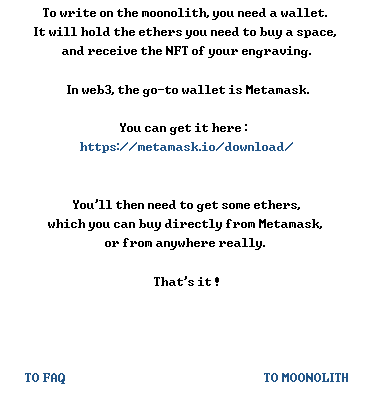 To write on the moonolith, you need a wallet.
It will hold the ethers you need to buy a space,
and receive the NFT of your engraving.
In web3, the go-to wallet is Metamask.
You can get it here :
https://metamask.io/download/
You'll then need to get some ethers,
which you can buy directly from Metamask,
or from anywhere really.
That's it !
TO FAQ
TO MOONOLITH